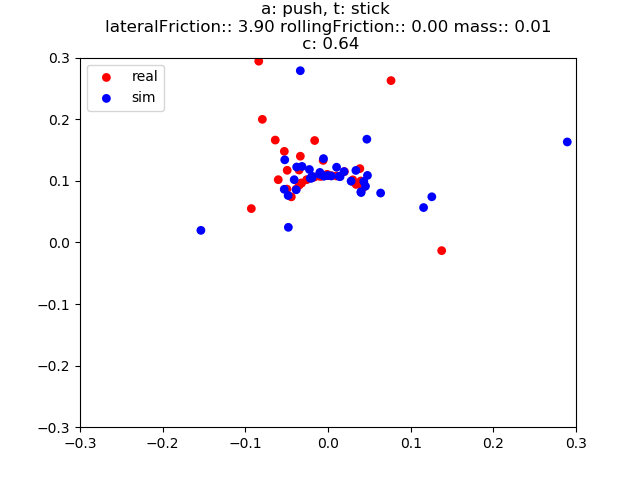 a: push, t: stick
lateralFriction:: 3.90 rollingFriction:: 0.00 mass:: 0.01
c: 0.64
real
sim
0.3
0.2
0.1
0.0
−0.1
−0.2
−0.3
−0.3
−0.2
−0.1
0.0
0.1
0.2
0.3